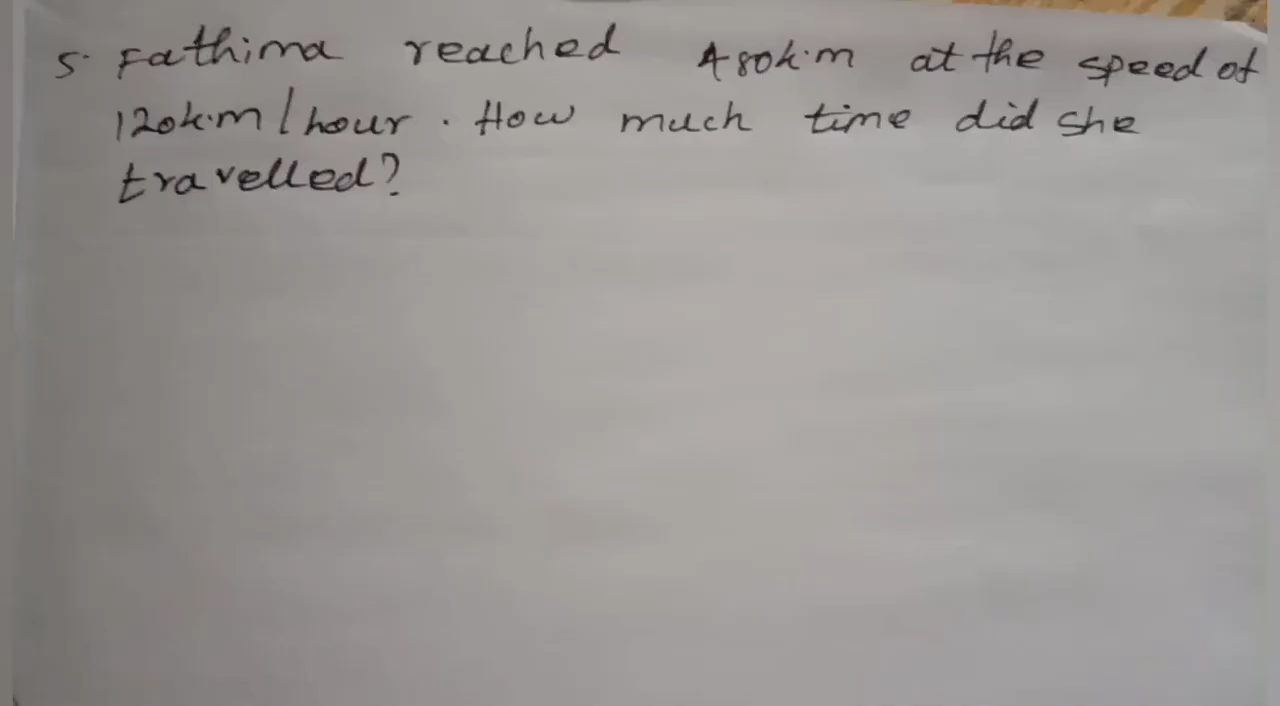 5. Fathima reached 480k.m at the speed of
120k.m/hour. How much time did she
travelled?